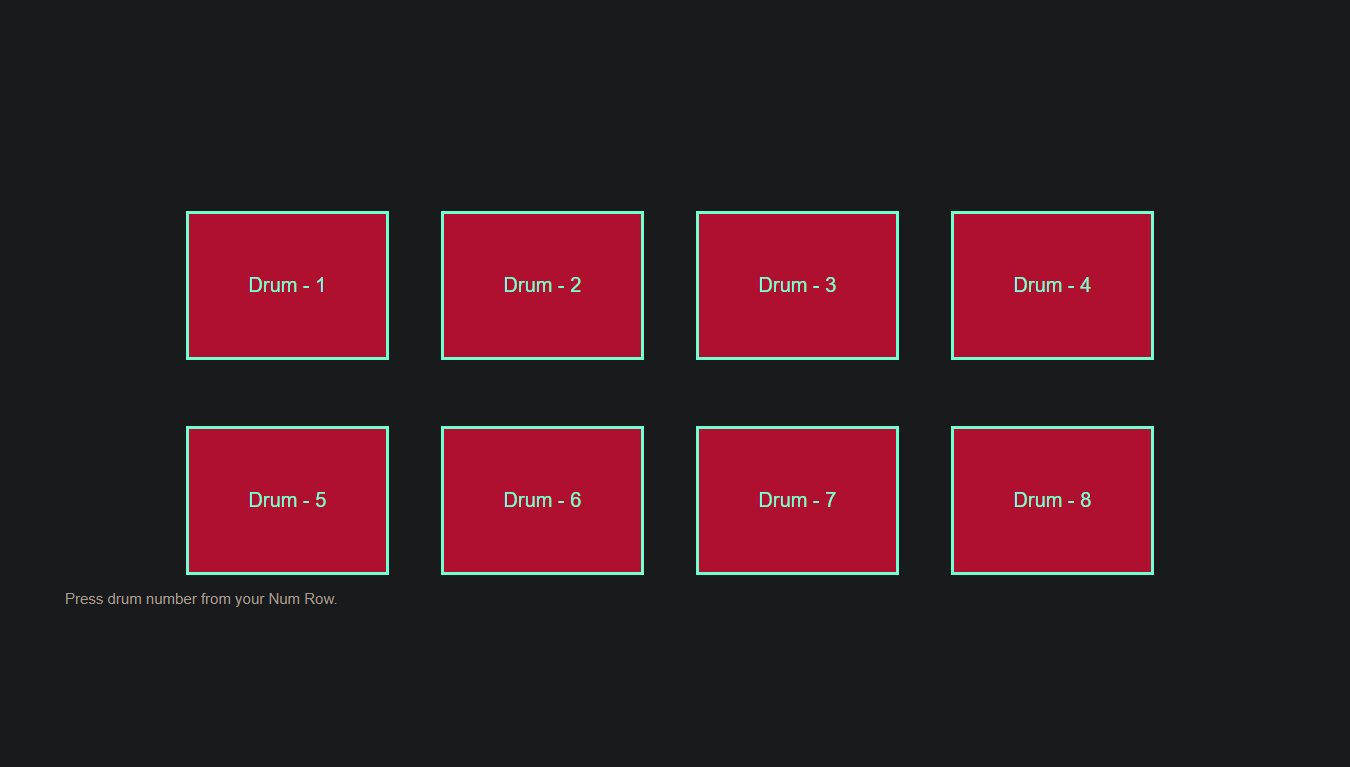 Drum - 1
Drum - 2
Drum - 3
Drum - 4
Drum - 5
Drum - 6
Drum - 7
Drum - 8
Press drum number from your Num Row.